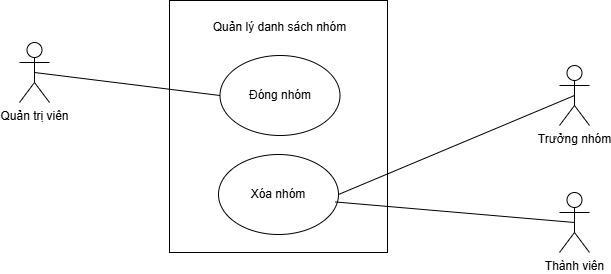 Quản lý danh sách nhóm
Đóng nhóm
Quản trị viên
Trưởng nhóm
Xóa nhóm
Thành viên